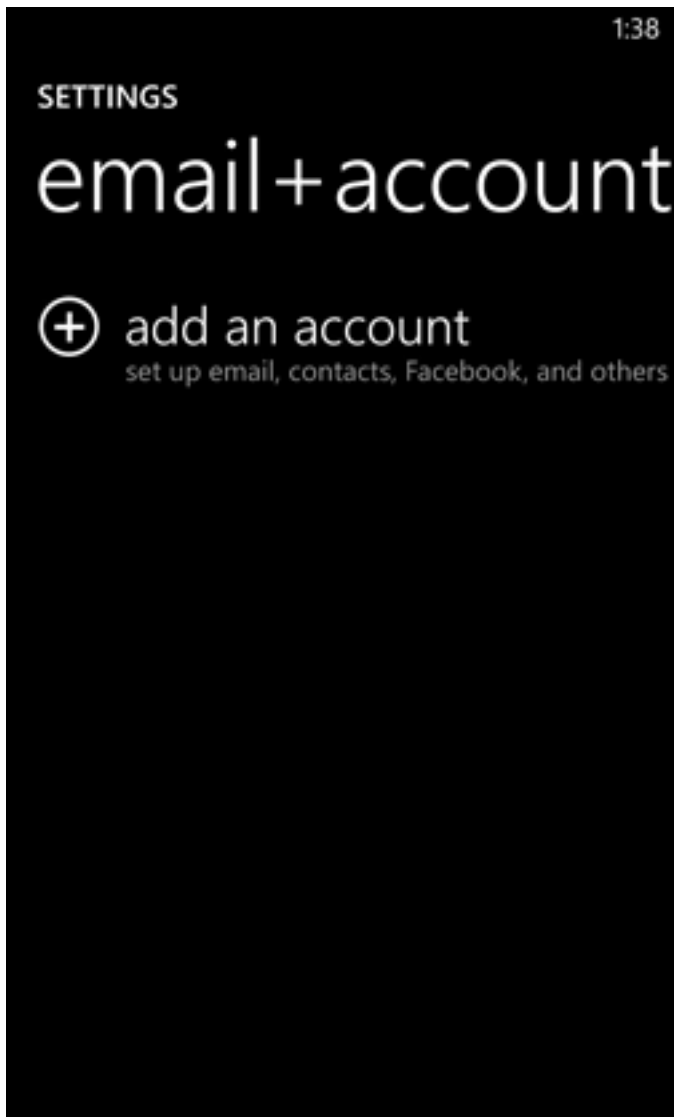 1:38
SETTINGS
email+account
add an account
set up email, contacts, Facebook, and others